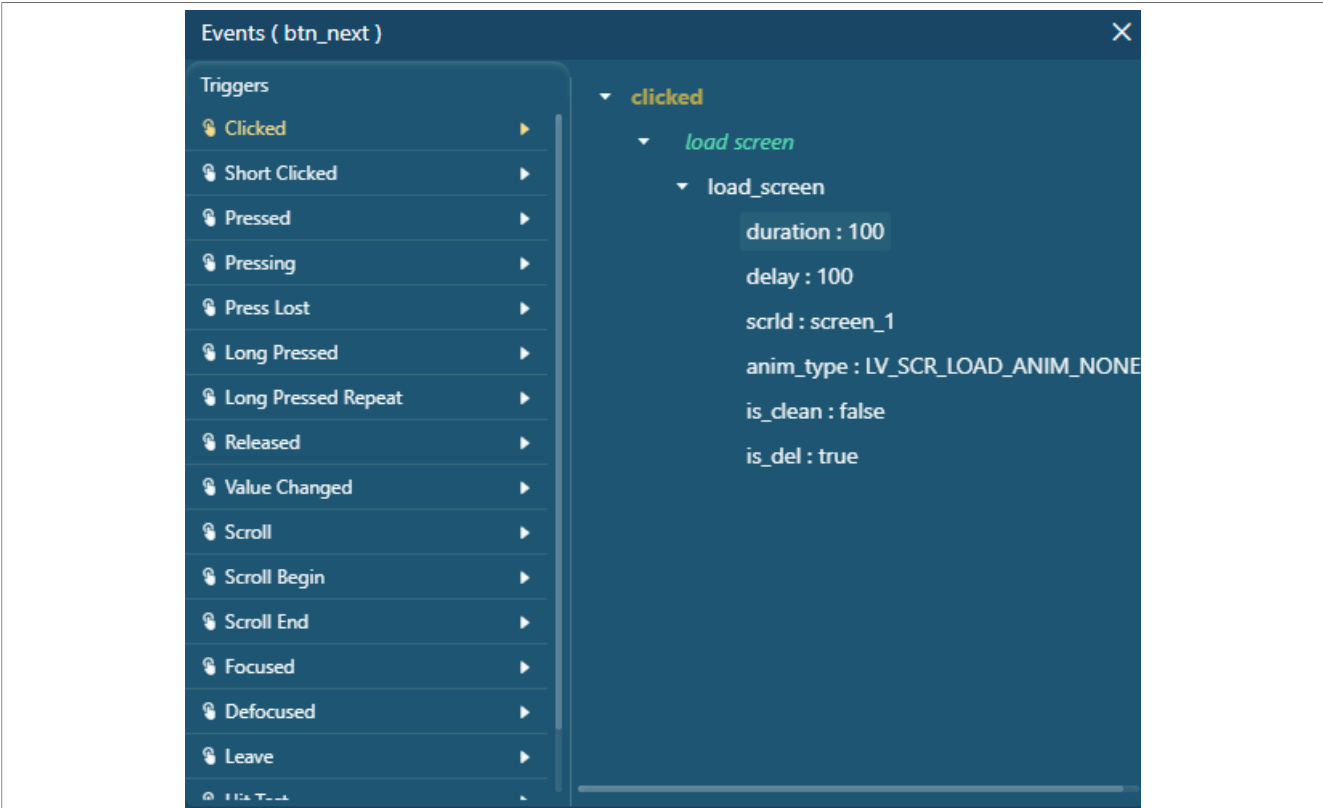 Events ( btn_next )
Triggers
Clicked
Short Clicked
Pressed
Pressing
Press Lost
Long Pressed
Long Pressed Repeat
Released
Value Changed
Scroll
Scroll Begin
Scroll End
Focused
Defocused
Leave
Hit Test
clicked
load screen
load_screen
duration : 100
delay : 100
scrId : screen_1
anim_type : LV_SCR_LOAD_ANIM_NONE
is_clean : false
is_del : true